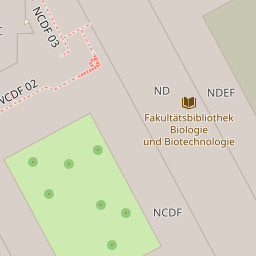 NCDF 03
NCDF 02
ND
NDEF
Fakultätsbibliothek
Biologie
und Biotechnologie
NCDF